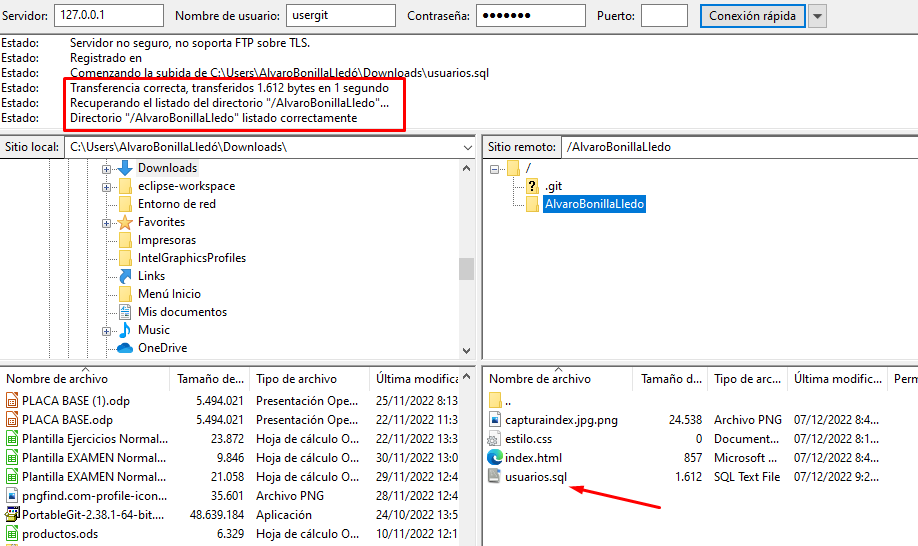 Servidor: 127.0.0.1 Nombre de usuario: usergit Contraseña: ●●●●●●● Puerto: Conexión rápida
Estado: Servidor no seguro, no soporta FTP sobre TLS.
Estado: Registrado en
Estado: Comenzando la subida de C:\Users\AlvaroBonillaLledó\Downloads\usuarios.sql
Estado: Transferencia correcta, transferidos 1.612 bytes en 1 segundo
Estado: Recuperando el listado del directorio "/AlvaroBonillaLledo"...
Estado: Directorio "/AlvaroBonillaLledo" listado correctamente
Sitio local: C:\Users\AlvaroBonillaLledó\Downloads\
Downloads
eclipse-workspace
Entorno de red
Favorites
Impresoras
IntelGraphicsProfiles
Links
Menú Inicio
Mis documentos
Music
OneDrive
Sitio remoto: /AlvaroBonillaLledo
/
.git
AlvaroBonillaLledo
Nombre de archivo Tamaño de... Tipo de archivo Última modifica
PLACA BASE (1).odp 5.494.021 Presentación Ope... 25/11/2022 8:13
PLACA BASE.odp 5.494.021 Presentación Ope... 22/11/2022 11:3
Plantilla Ejercicios Normal... 23.872 Hoja de cálculo O... 22/11/2022 13:3
Plantilla EXAMEN Normal... 9.846 Hoja de cálculo O... 30/11/2022 13:0
Plantilla EXAMEN Normal... 21.058 Hoja de cálculo O... 29/11/2022 12:4
pngfind.com-profile-icon... 35.601 Archivo PNG 28/11/2022 12:4
PortableGit-2.38.1-64-bit.... 48.639.184 Aplicación 24/10/2022 13:5
productos.ods 6.329 Hoja de cálculo O... 10/11/2022 12:1
Nombre de archivo Tamaño d... Tipo de arc... Última modific... Perm
..
capturaindex.jpg.png 24.538 Archivo PNG 07/12/2022 8:4...
estilo.css 0 Document... 07/12/2022 8:1...
index.html 857 Microsoft ... 07/12/2022 8:4...
usuarios.sql 1.612 SQL Text File 07/12/2022 9:2...